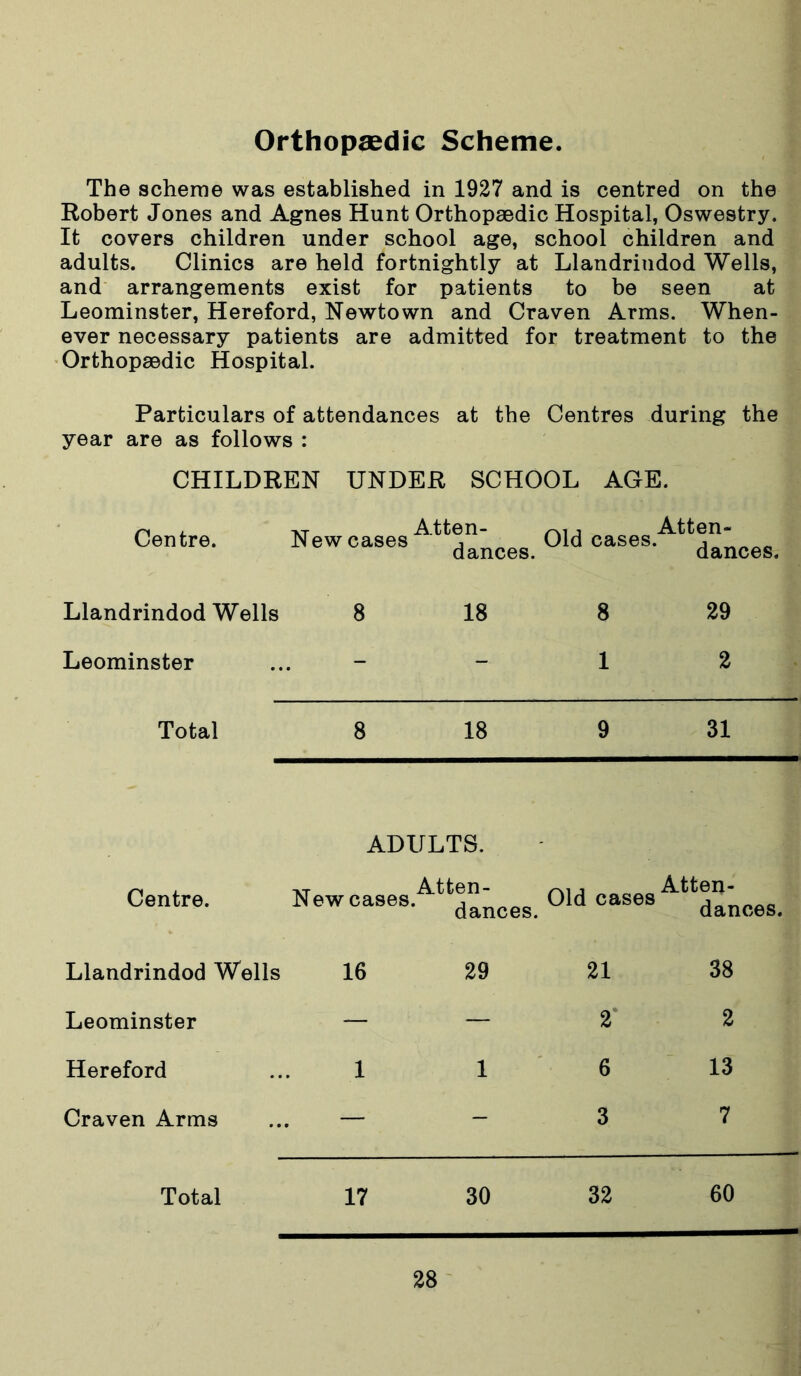 Orthopædic Scheme.
The scheme was established in 1927 and is centred on the
Robert Jones and Agnes Hunt Orthopædic Hospital, Oswestry.
It covers children under school age, school children and
adults. Clinics are held fortnightly at Llandrindod Wells,
and arrangements exist for patients to be seen at
Leominster, Hereford, Newtown and Craven Arms. When-
ever necessary patients are admitted for treatment to the
Orthopædic Hospital.
Particulars of attendances at the Centres during the
year are as follows :
CHILDREN UNDER SCHOOL AGE.
Centre. New cases Atten-dances. Old cases. Atten-dances.
Llandrindod Wells 8 18 8 29
Leominster ... - - 1 2
Total 8 18 9 31
ADULTS.
Centre. New cases. Atten-dances. Old cases Atten-dances.
Llandrindod Wells 16 29 21 38
Leominster — — 2 2
Hereford ... 1 1 6 13
Craven Arms ... — - 3 7
Total 17 30 32 60
28